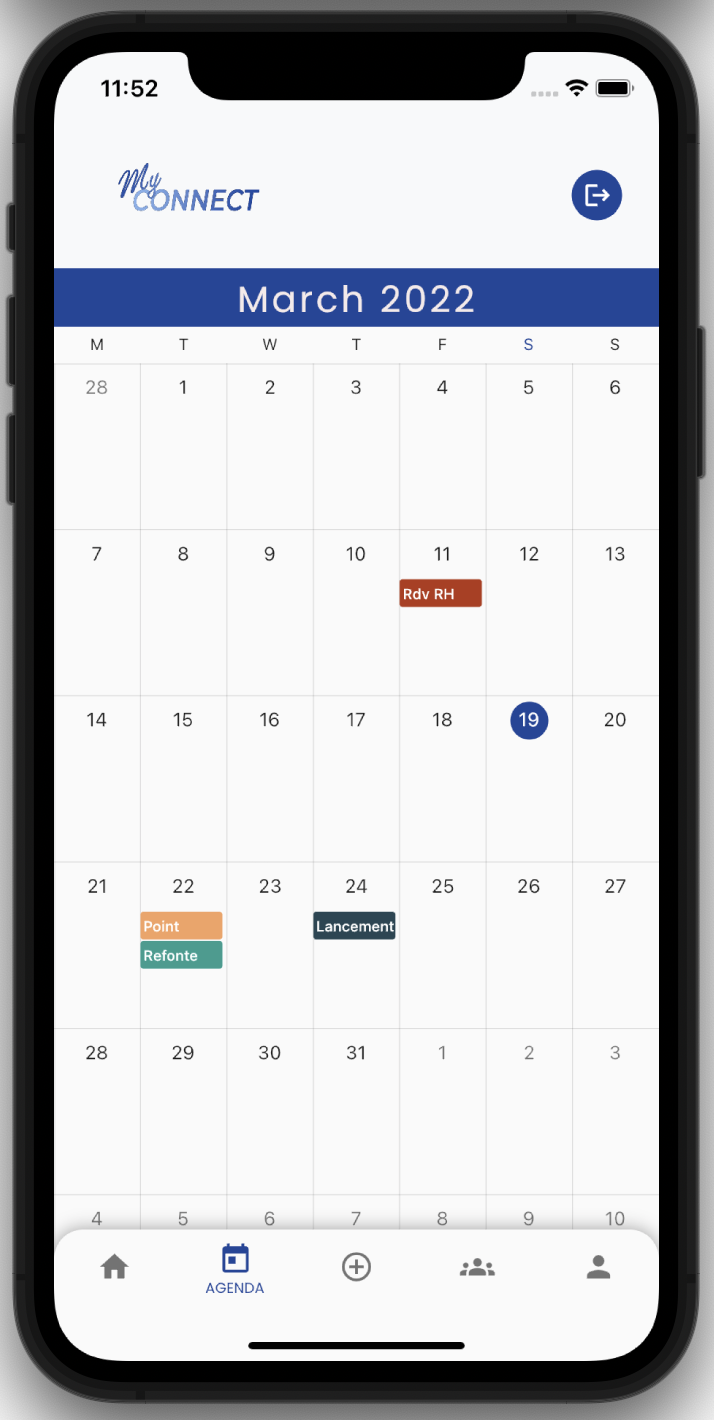 11:52
My
CONNECT
March 2022
M T W T F S S
28 1 2 3 4 5 6
7 8 9 10 11 12 13
Rdv RH
14 15 16 17 18 19 20
21 22 23 24 25 26 27
Point Lancement
Refonte
28 29 30 31 1 2 3
4 5 6 7 8 9 10
AGENDA